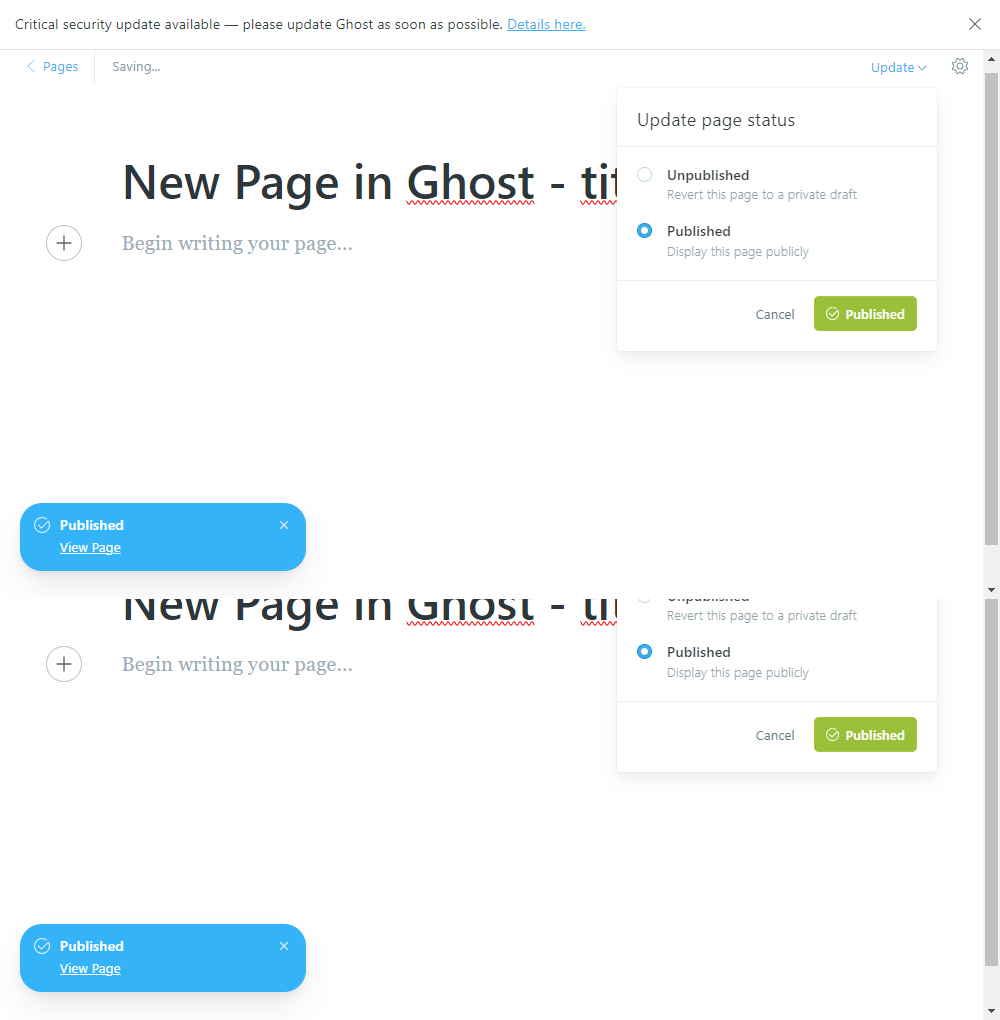 Critical security update available — please update Ghost as soon as possible. Details here.
Pages
Saving...
Update
Update page status
New Page in Ghost - tit
Unpublished
Revert this page to a private draft
Published
Display this page publicly
Begin writing your page...
Cancel
Published
Published
View Page
New Page in Ghost - tit
Unpublished
Revert this page to a private draft
Published
Display this page publicly
Begin writing your page...
Cancel
Published
Published
View Page